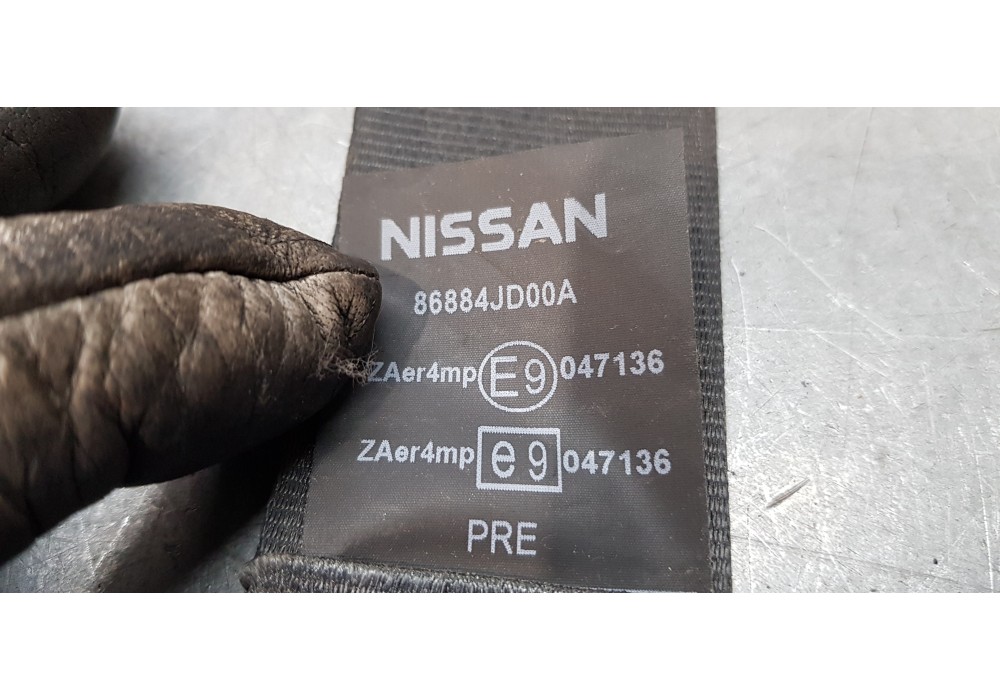 NISSAN
86884JD00A
ZAer4mp E9 047136
ZAer4mp e9 047136
PRE